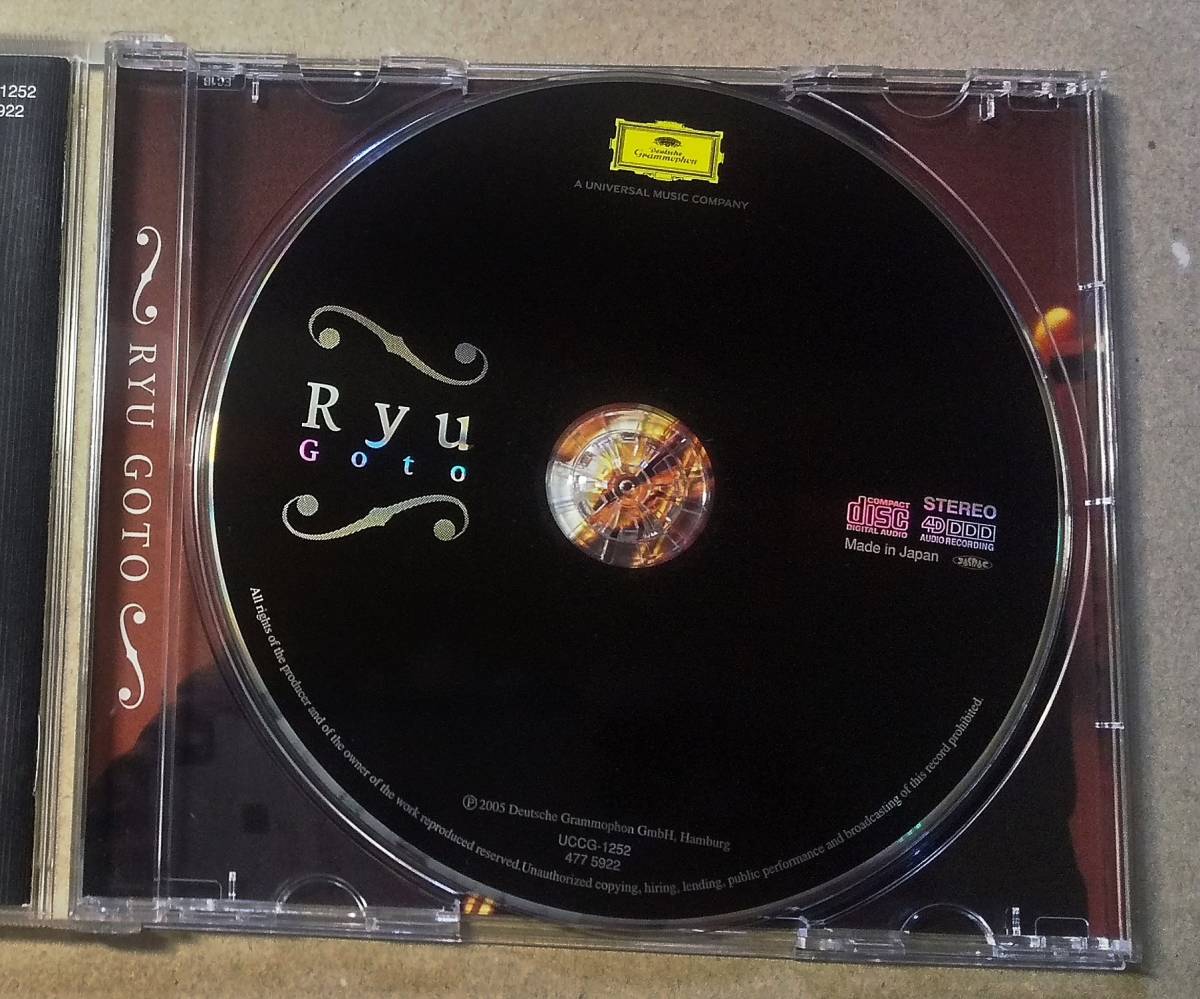 1252
922
RYU GOTO
Deutsche
Grammophon
A UNIVERSAL MUSIC COMPANY
Ryu
Goto
COMPACT
disc
DIGITAL AUDIO
STEREO
4D DDD
AUDIO RECORDING
Made in Japan
JASRAC
All rights of the producer and of the owner of the work reproduced reserved. Unauthorized copying, hiring, lending, public performance and broadcasting of this record prohibited.
℗ 2005 Deutsche Grammophon GmbH, Hamburg
UCCG-1252
477 5922